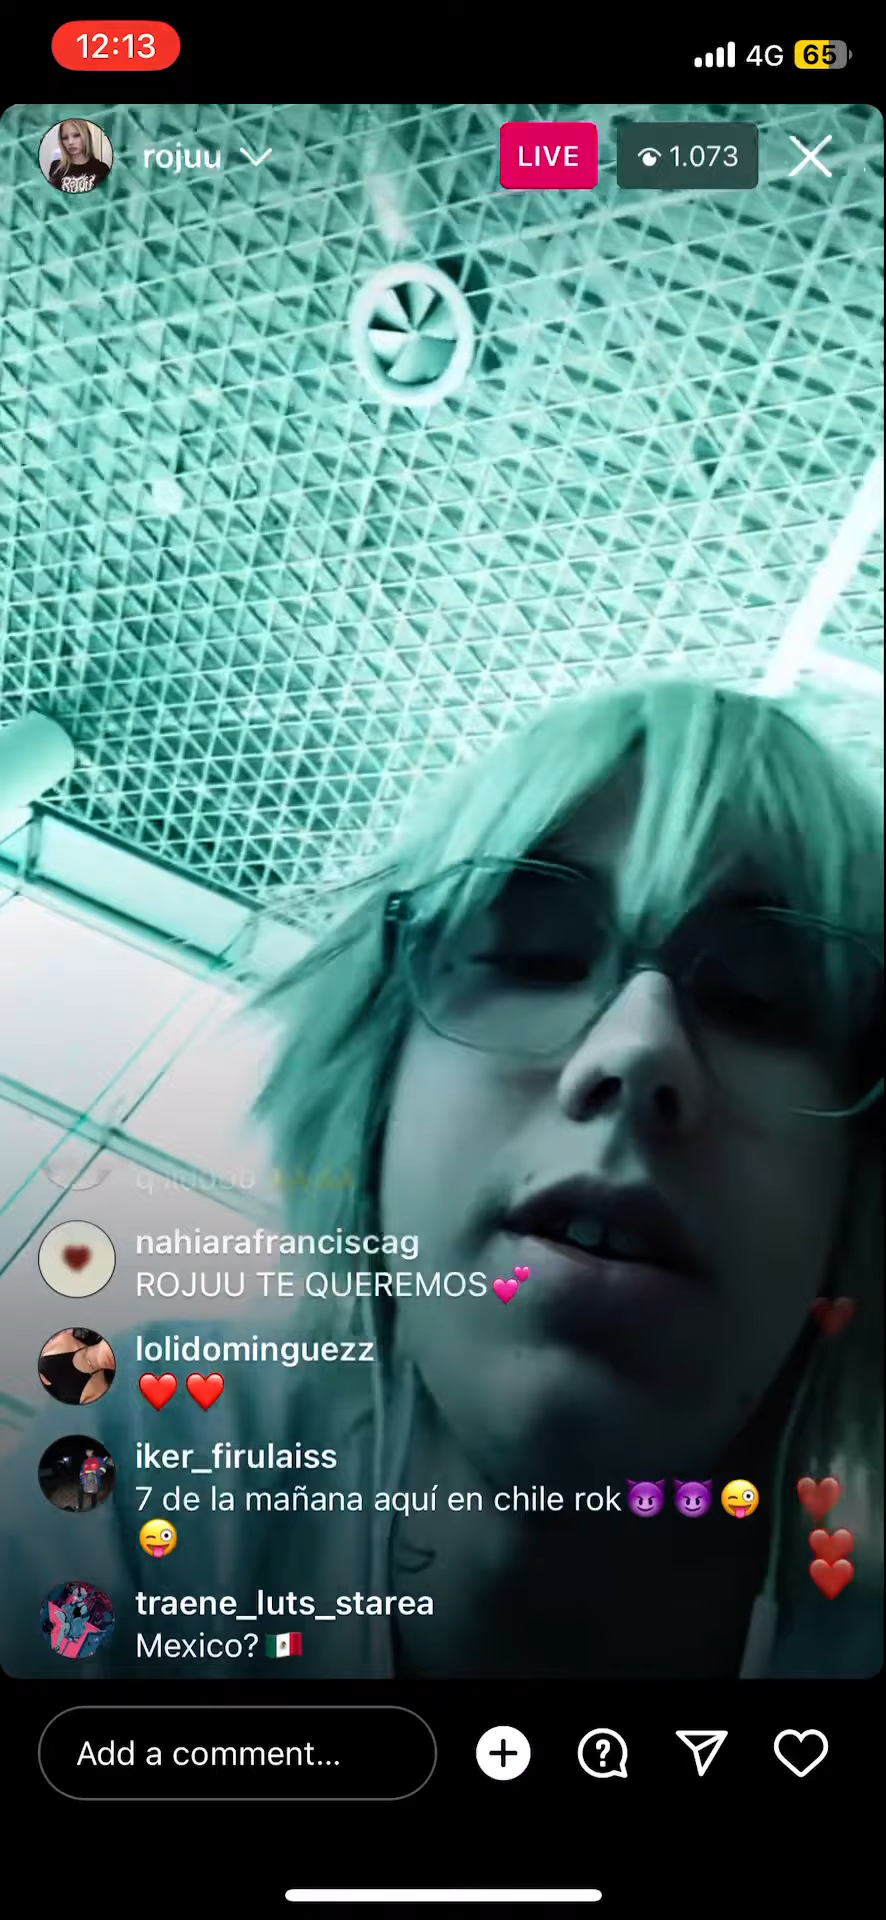 12:13
4G 65
rojuu
LIVE
1.073
nahiarafranciscag
ROJUU TE QUEREMOS💕
lolidominguezz
❤️❤️
iker_firulaiss
7 de la mañana aquí en chile rok😈😈😜
😜
traene_luts_starea
Mexico?🇲🇽
Add a comment...